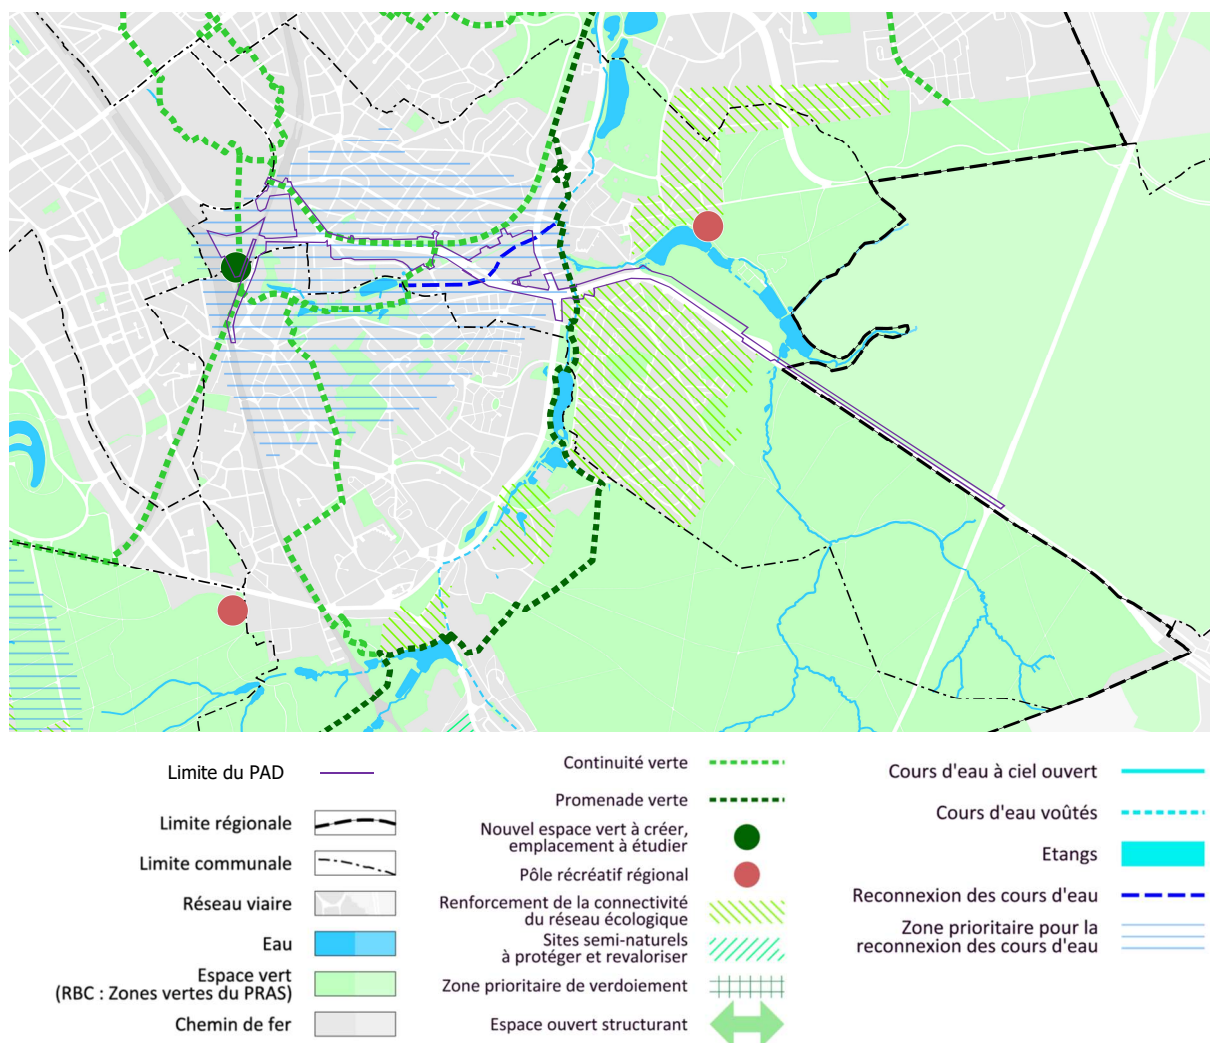 Limite du PAD
Limite régionale
Limite communale
Réseau viaire
Eau
Espace vert
(RBC : Zones vertes du PRAS)
Chemin de fer
Continuité verte
Promenade verte
Nouvel espace vert à créer,
emplacement à étudier
Pôle récréatif régional
Renforcement de la connectivité
du réseau écologique
Sites semi-naturels
à protéger et revaloriser
Zone prioritaire de verdoiement
Espace ouvert structurant
Cours d'eau à ciel ouvert
Cours d'eau voûtés
Etangs
Reconnexion des cours d'eau
Zone prioritaire pour la
reconnexion des cours d'eau